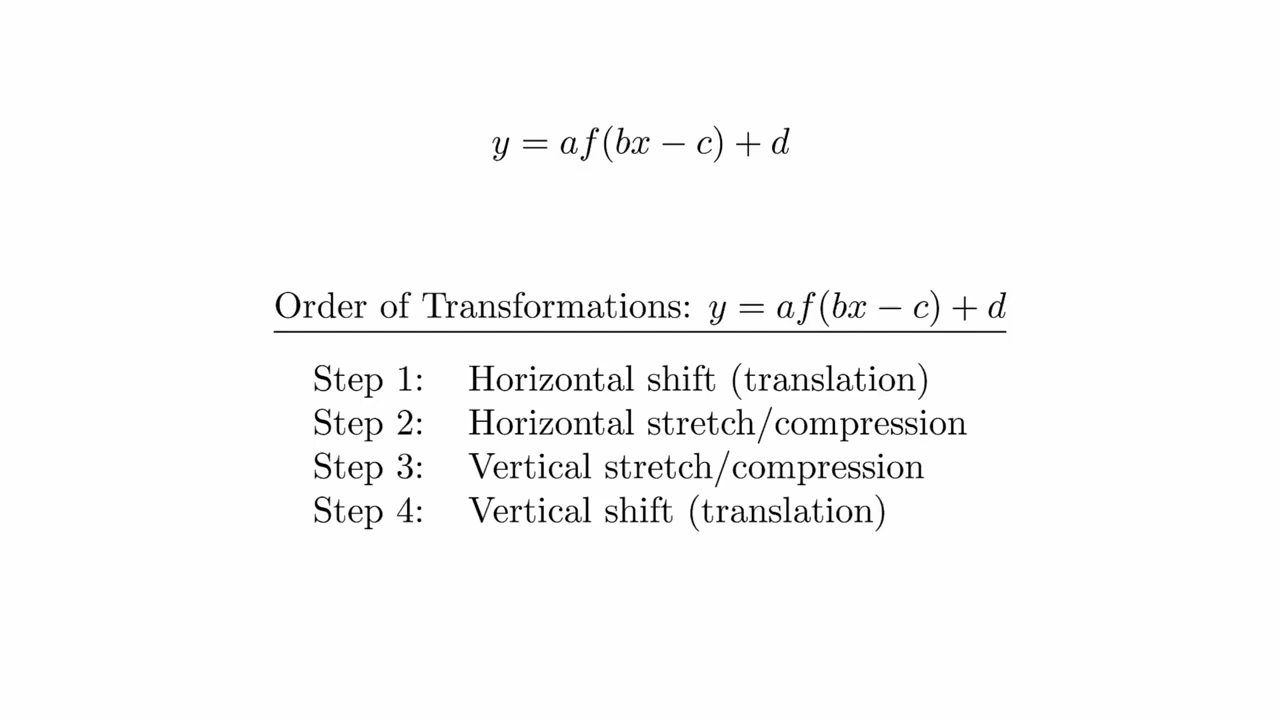 y = af(bx − c) + d
Order of Transformations: y = af(bx − c) + d
Step 1: Horizontal shift (translation)
Step 2: Horizontal stretch/compression
Step 3: Vertical stretch/compression
Step 4: Vertical shift (translation)